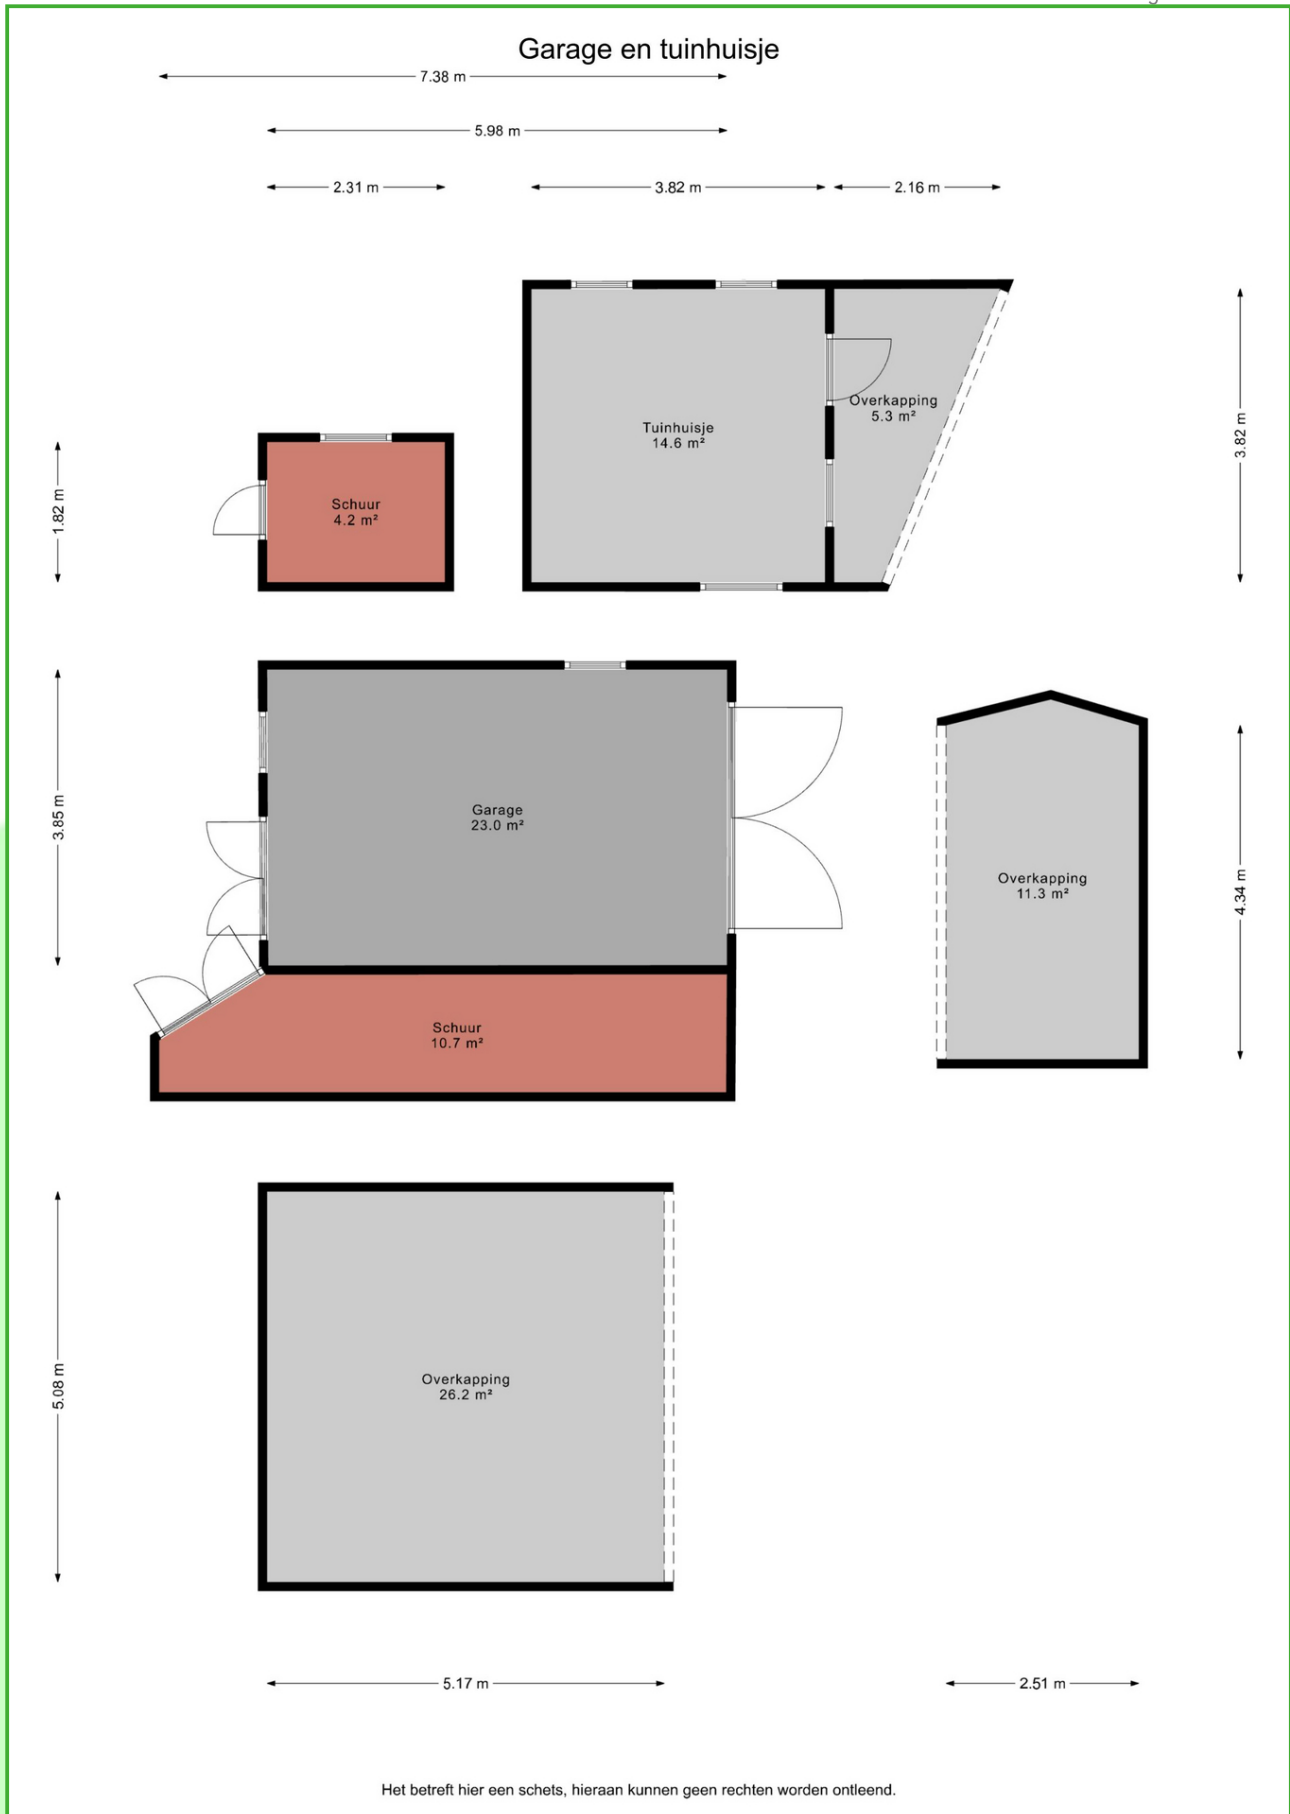 Garage en tuinhuisje
7.38 m
5.98 m
2.31 m
3.82 m
2.16 m
Tuinhuisje
14.6 m²
Overkapping
5.3 m²
3.82 m
1.82 m
Schuur
4.2 m²
3.85 m
Garage
23.0 m²
Overkapping
11.3 m²
4.34 m
Schuur
10.7 m²
5.08 m
Overkapping
26.2 m²
5.17 m
2.51 m
Het betreft hier een schets, hieraan kunnen geen rechten worden ontleend.